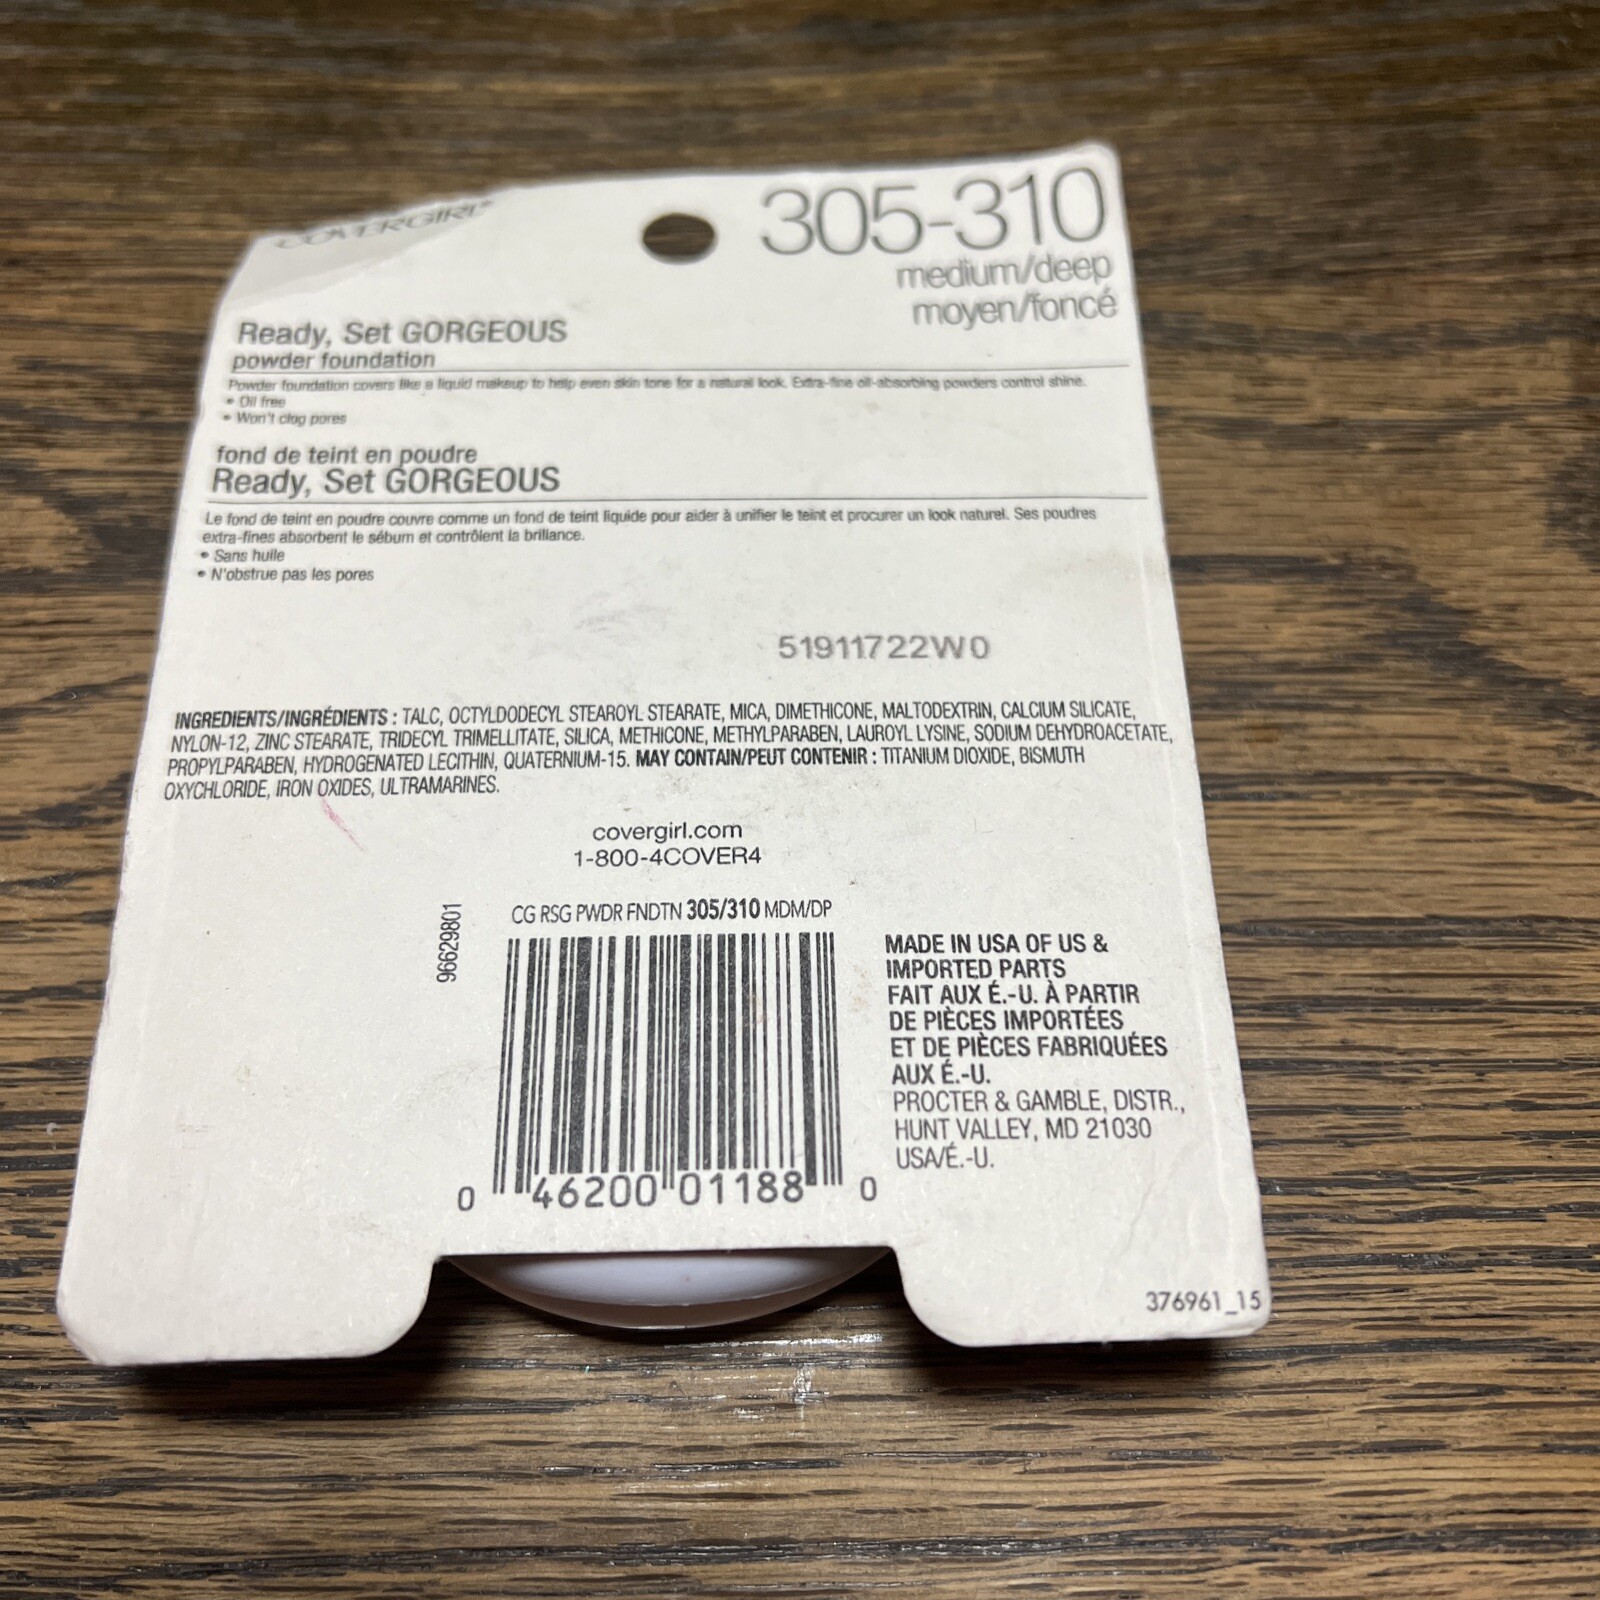 COVERGIRL
305-310
medium/deep
moyen/foncé
Ready, Set GORGEOUS
powder foundation
Powder foundation covers like a liquid makeup to help even skin tone for a natural look. Extra-fine oil-absorbing powders control shine.
• Oil free
• Won't clog pores
fond de teint en poudre
Ready, Set GORGEOUS
Le fond de teint en poudre couvre comme un fond de teint liquide pour aider à unifier le teint et procurer un look naturel. Ses poudres
extra-fines absorbent le sébum et contrôlent la brillance.
• Sans huile
• N'obstrue pas les pores
51911722W0
INGREDIENTS/INGRÉDIENTS : TALC, OCTYLDODECYL STEAROYL STEARATE, MICA, DIMETHICONE, MALTODEXTRIN, CALCIUM SILICATE,
NYLON-12, ZINC STEARATE, TRIDECYL TRIMELLITATE, SILICA, METHICONE, METHYLPARABEN, LAUROYL LYSINE, SODIUM DEHYDROACETATE,
PROPYLPARABEN, HYDROGENATED LECITHIN, QUATERNIUM-15. MAY CONTAIN/PEUT CONTENIR : TITANIUM DIOXIDE, BISMUTH
OXYCHLORIDE, IRON OXIDES, ULTRAMARINES.
covergirl.com
1-800-4COVER4
96629801
CG RSG PWDR FNDTN 305/310 MDM/DP
0 46200 01188 0
MADE IN USA OF US &
IMPORTED PARTS
FAIT AUX É.-U. À PARTIR
DE PIÈCES IMPORTÉES
ET DE PIÈCES FABRIQUÉES
AUX É.-U.
PROCTER & GAMBLE, DISTR.,
HUNT VALLEY, MD 21030
USA/É.-U.
376961_15